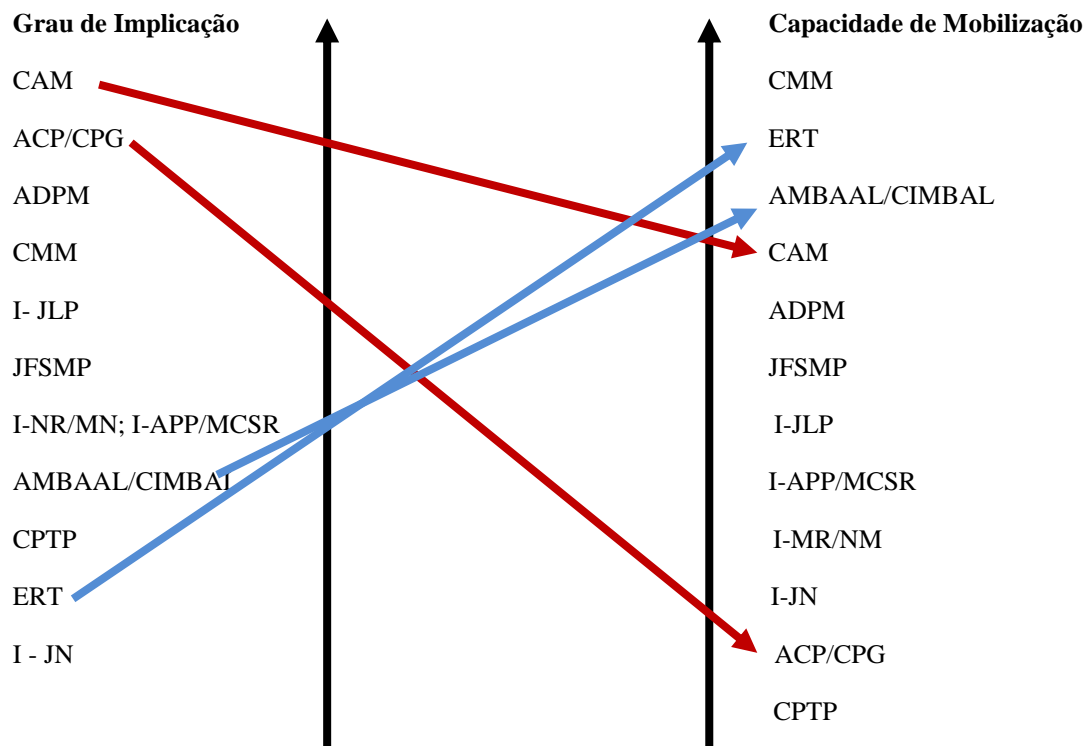 Grau de Implicação
CAM
ACP/CPG
ADPM
CMM
I- JLP
JFSMP
I-NR/MN; I-APP/MCSR
AMBAAL/CIMBAL
CPTP
ERT
I - JN
Capacidade de Mobilização
CMM
ERT
AMBAAL/CIMBAL
CAM
ADPM
JFSMP
I-JLP
I-APP/MCSR
I-MR/NM
I-JN
ACP/CPG
CPTP